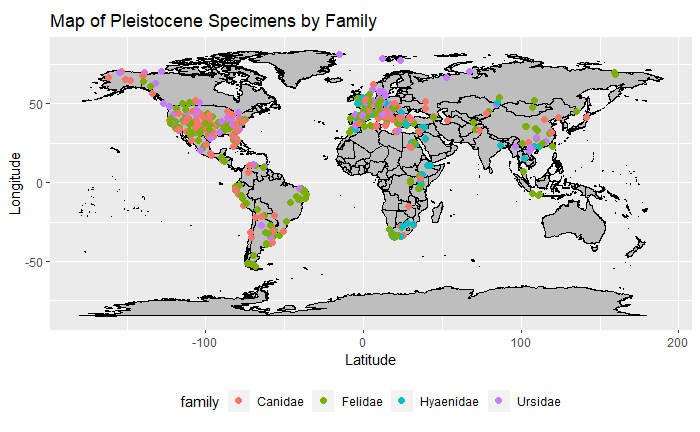 Map of Pleistocene Specimens by Family
Longitude
50
0
-50
-100
0
100
200
Latitude
family
Canidae
Felidae
Hyaenidae
Ursidae